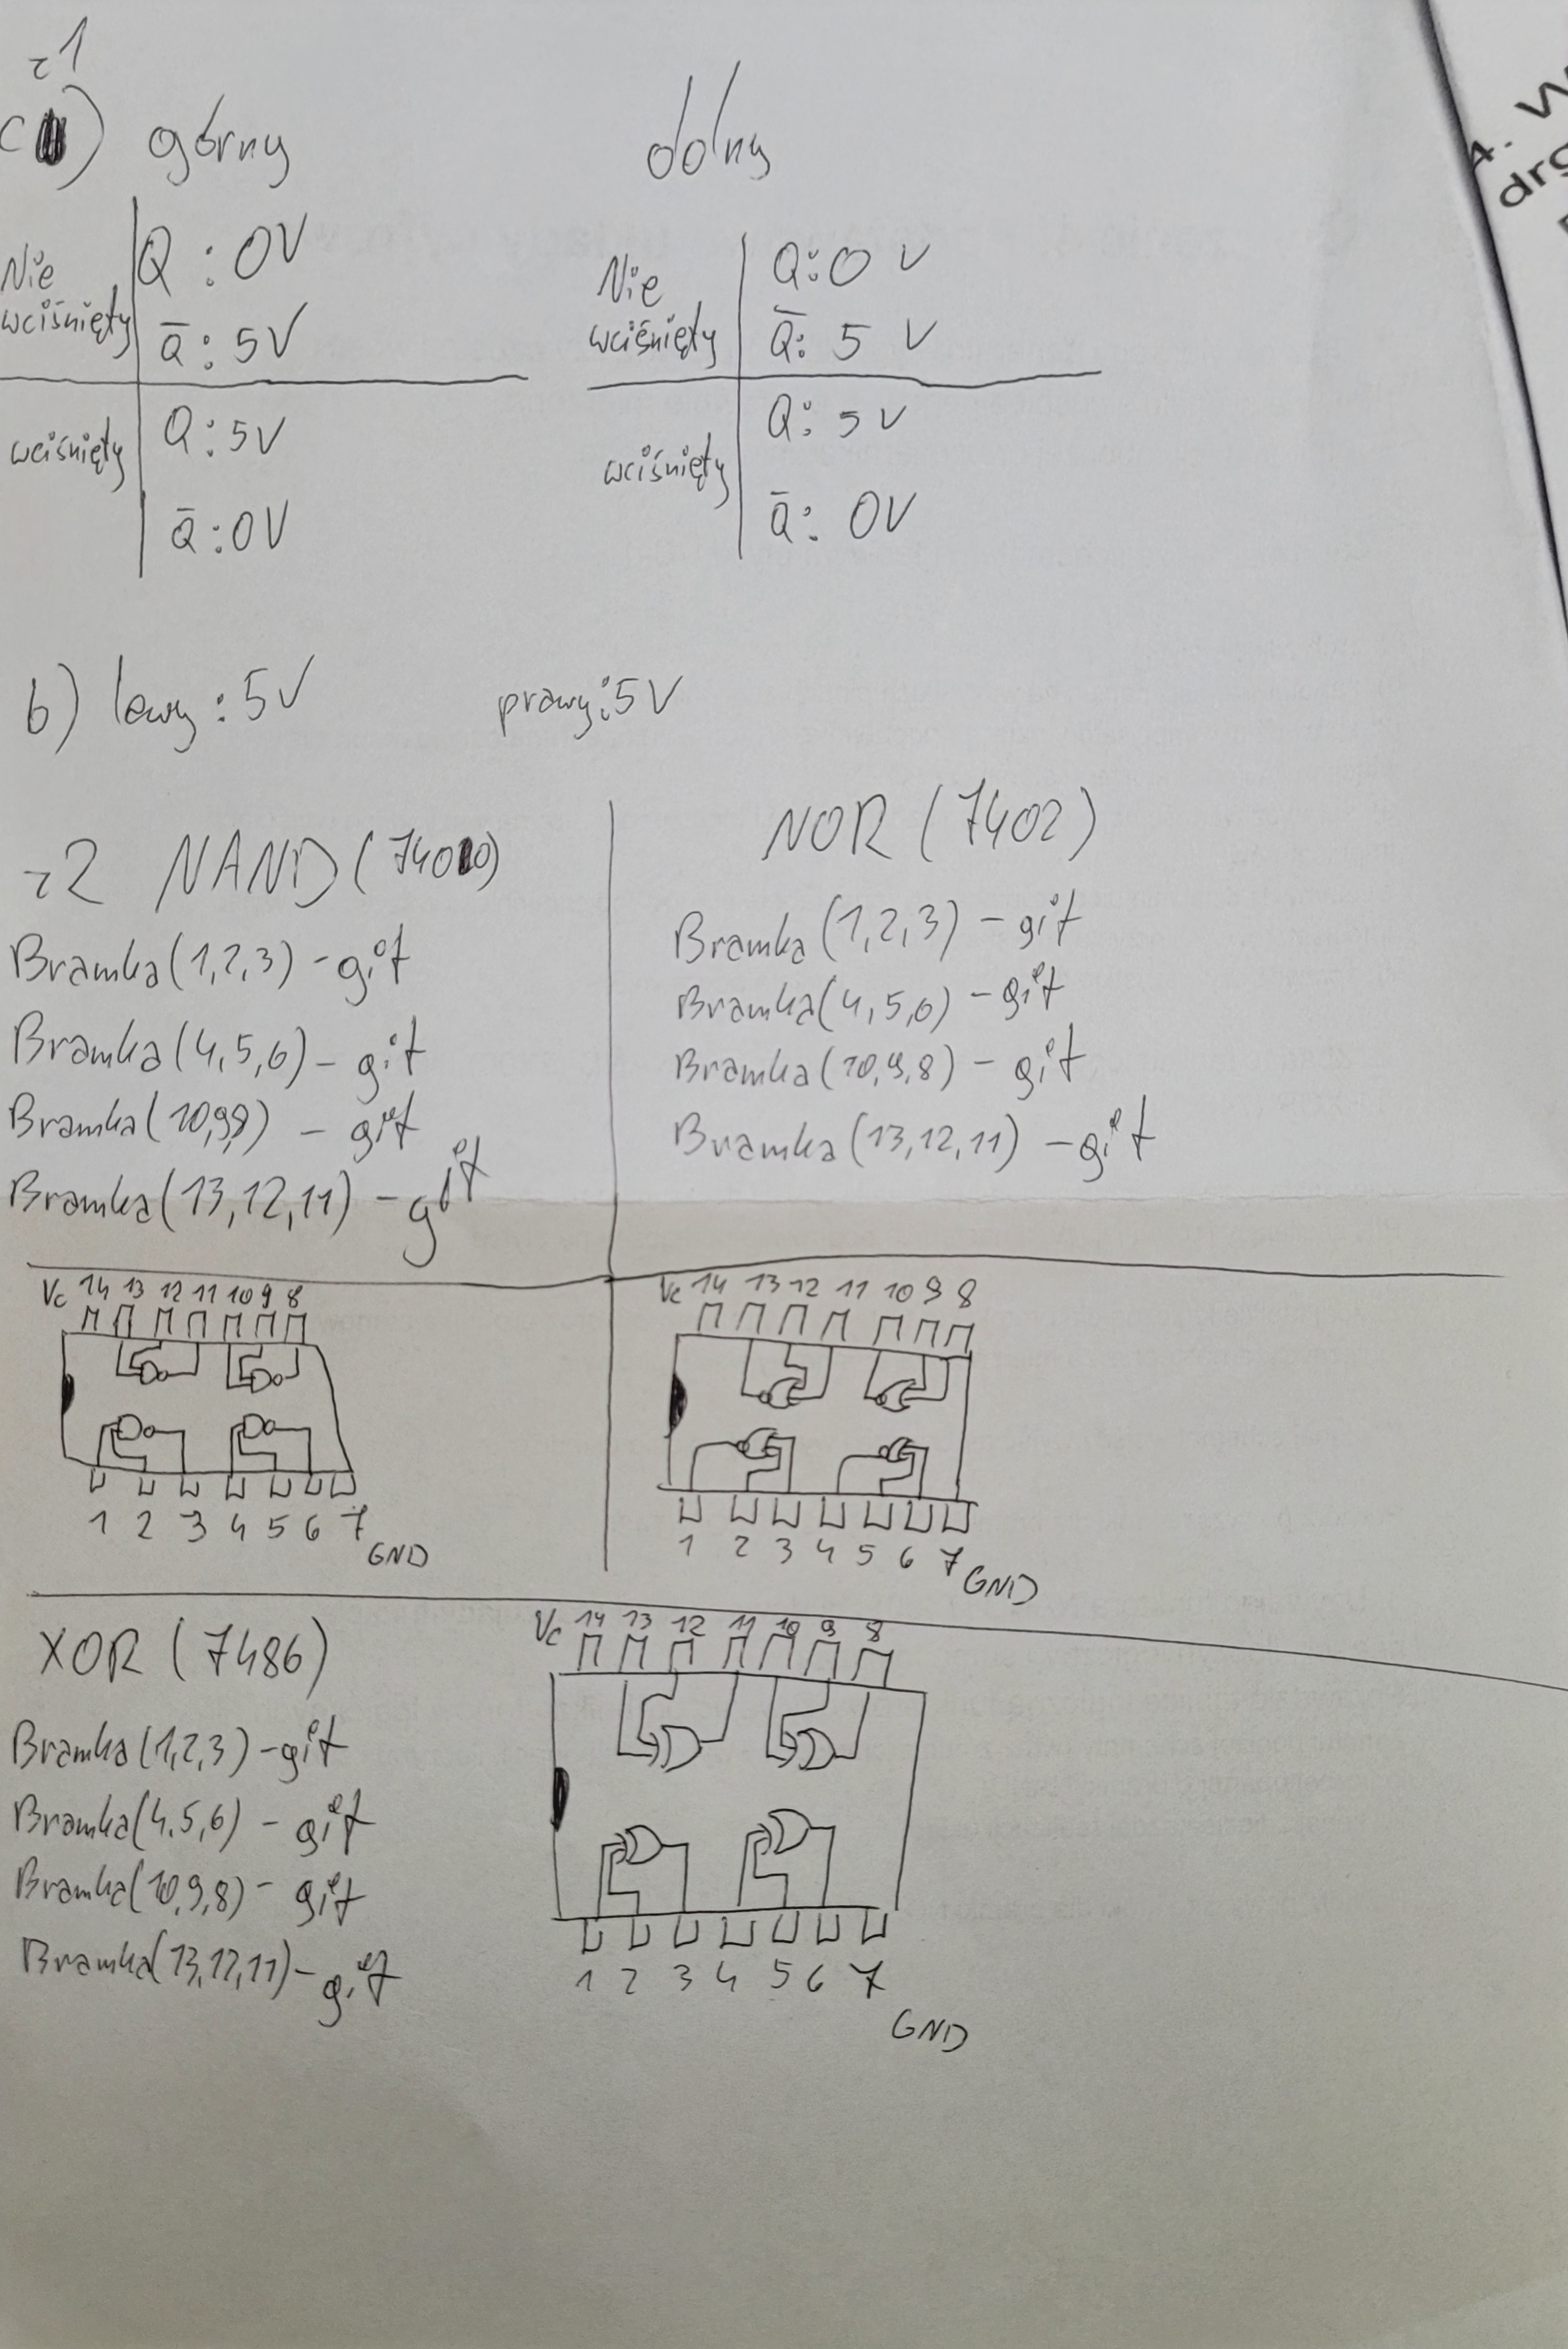 z1
górny dolny
Nie wciśnięty Q: 0V
Q̅: 5V
wciśnięty Q: 5V
Q̅: 0V
Nie wciśnięty Q: 0 V
Q̅: 5 V
wciśnięty Q: 5 V
Q̅: 0V
b) lewy: 5V prawy: 5V
z2 NAND (7400)
Bramka (1,2,3) - git
Bramka (4,5,6) - git
Bramka (10,9,8) - git
Bramka (13,12,11) - git
NOR (7402)
Bramka (1,2,3) - git
Bramka (4,5,6) - git
Bramka (10,9,8) - git
Bramka (13,12,11) - git
Vc 14 13 12 11 10 9 8
1 2 3 4 5 6 7
GND
Vc 14 13 12 11 10 9 8
1 2 3 4 5 6 7 GND
XOR (7486)
Bramka (1,2,3) - git
Bramka (4.5,6) - git
Bramka (10,9,8) - git
Bramka (13,12,11) - git
Vc 14 13 12 11 10 9 8
1 2 3 4 5 6 7
GND
4. W